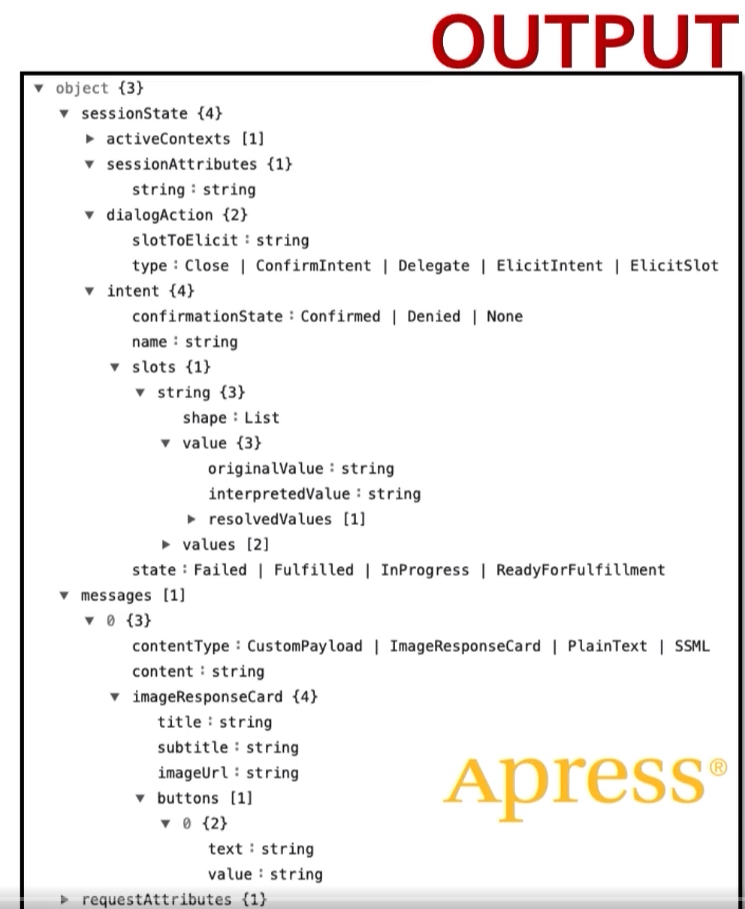 OUTPUT
▼ object {3}
▼ sessionState {4}
► activeContexts [1]
▼ sessionAttributes {1}
string : string
▼ dialogAction {2}
slotToElicit : string
type : Close | ConfirmIntent | Delegate | ElicitIntent | ElicitSlot
▼ intent {4}
confirmationState : Confirmed | Denied | None
name : string
▼ slots {1}
▼ string {3}
shape : List
▼ value {3}
originalValue : string
interpretedValue : string
► resolvedValues [1]
► values [2]
state : Failed | Fulfilled | InProgress | ReadyForFulfillment
▼ messages [1]
▼ 0 {3}
contentType : CustomPayload | ImageResponseCard | PlainText | SSML
content : string
▼ imageResponseCard {4}
title : string
subtitle : string
imageUrl : string
▼ buttons [1]
▼ 0 {2}
text : string
value : string
► requestAttributes {1}
Apress®